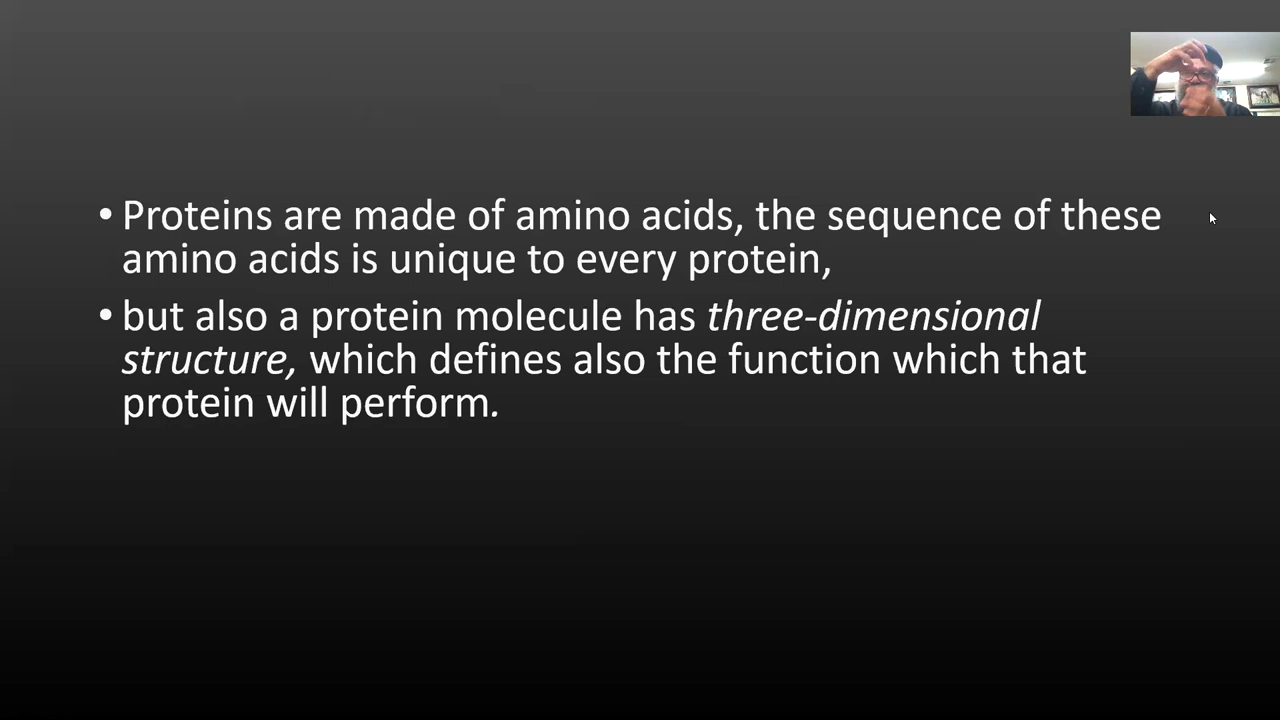 • Proteins are made of amino acids, the sequence of these
amino acids is unique to every protein,
• but also a protein molecule has three-dimensional
structure, which defines also the function which that
protein will perform.